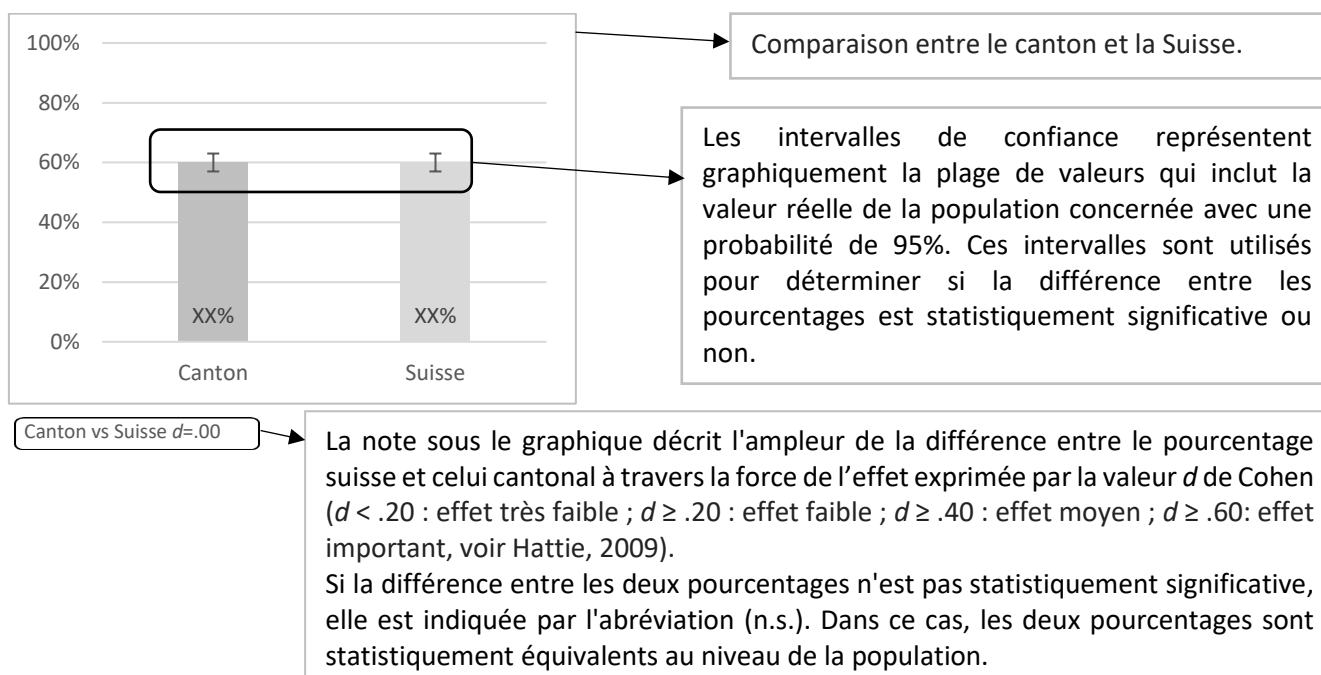 100%
80%
60%
40%
20%
0%
XX%
XX%
Canton
Suisse
Comparaison entre le canton et la Suisse.
Les intervalles de confiance représentent
graphiquement la plage de valeurs qui inclut la
valeur réelle de la population concernée avec une
probabilité de 95%. Ces intervalles sont utilisés
pour déterminer si la différence entre les
pourcentages est statistiquement significative ou
non.
Canton vs Suisse d=.00
La note sous le graphique décrit l'ampleur de la différence entre le pourcentage
suisse et celui cantonal à travers la force de l’effet exprimée par la valeur d de Cohen
(d < .20 : effet très faible ; d ≥ .20 : effet faible ; d ≥ .40 : effet moyen ; d ≥ .60: effet
important, voir Hattie, 2009).
Si la différence entre les deux pourcentages n'est pas statistiquement significative,
elle est indiquée par l'abréviation (n.s.). Dans ce cas, les deux pourcentages sont
statistiquement équivalents au niveau de la population.